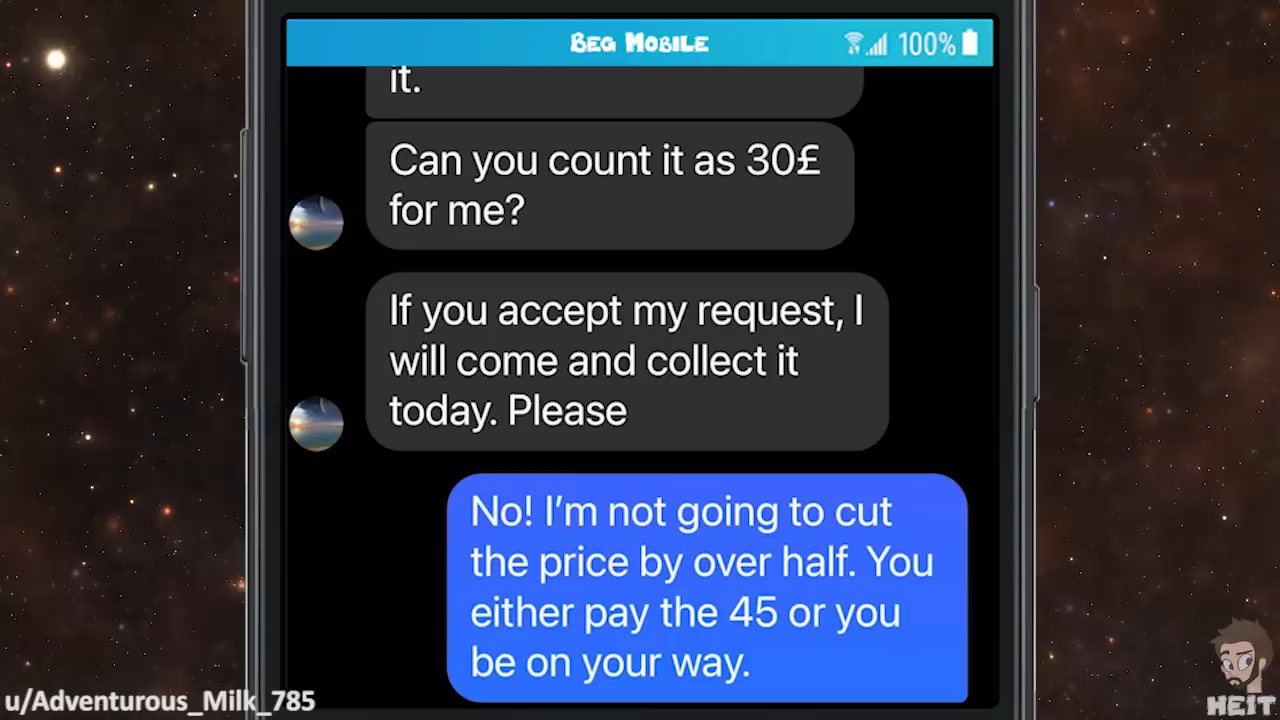 BEG MOBILE
100%
it.
Can you count it as 30£
for me?
If you accept my request, I
will come and collect it
today. Please
No! I’m not going to cut
the price by over half. You
either pay the 45 or you
be on your way.
u/Adventurous_Milk_785
HEIT